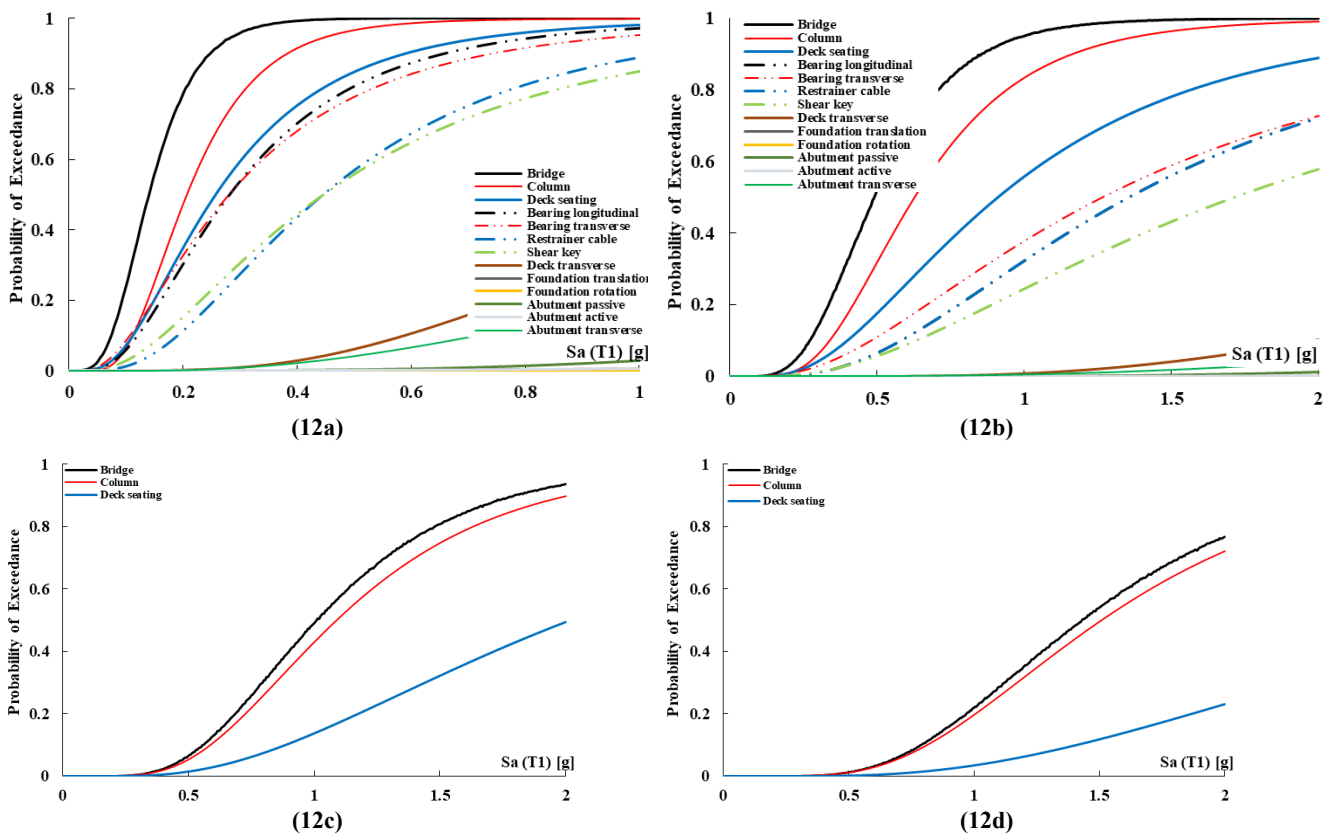 Probability of Exceedance
1
0.8
0.6
0.4
0.2
0
Bridge
Column
Deck seating
Bearing longitudinal
Bearing transverse
Restrainer cable
Shear key
Deck transverse
Foundation translation
Foundation rotation
Abutment passive
Abutment active
Abutment transverse
Sa (T1) [g]
0 0.2 0.4 0.6 0.8 1
(12a)
Probability of Exceedance
1
0.8
0.6
0.4
0.2
0
Bridge
Column
Deck seating
Bearing longitudinal
Bearing transverse
Restrainer cable
Shear key
Deck transverse
Foundation translation
Foundation rotation
Abutment passive
Abutment active
Abutment transverse
Sa (T1) [g]
0 0.5 1 1.5 2
(12b)
Probability of Exceedance
1
0.8
0.6
0.4
0.2
0
Bridge
Column
Deck seating
Sa (T1) [g]
0 0.5 1 1.5 2
(12c)
Probability of Exceedance
1
0.8
0.6
0.4
0.2
0
Bridge
Column
Deck seating
Sa (T1) [g]
0 0.5 1 1.5 2
(12d)